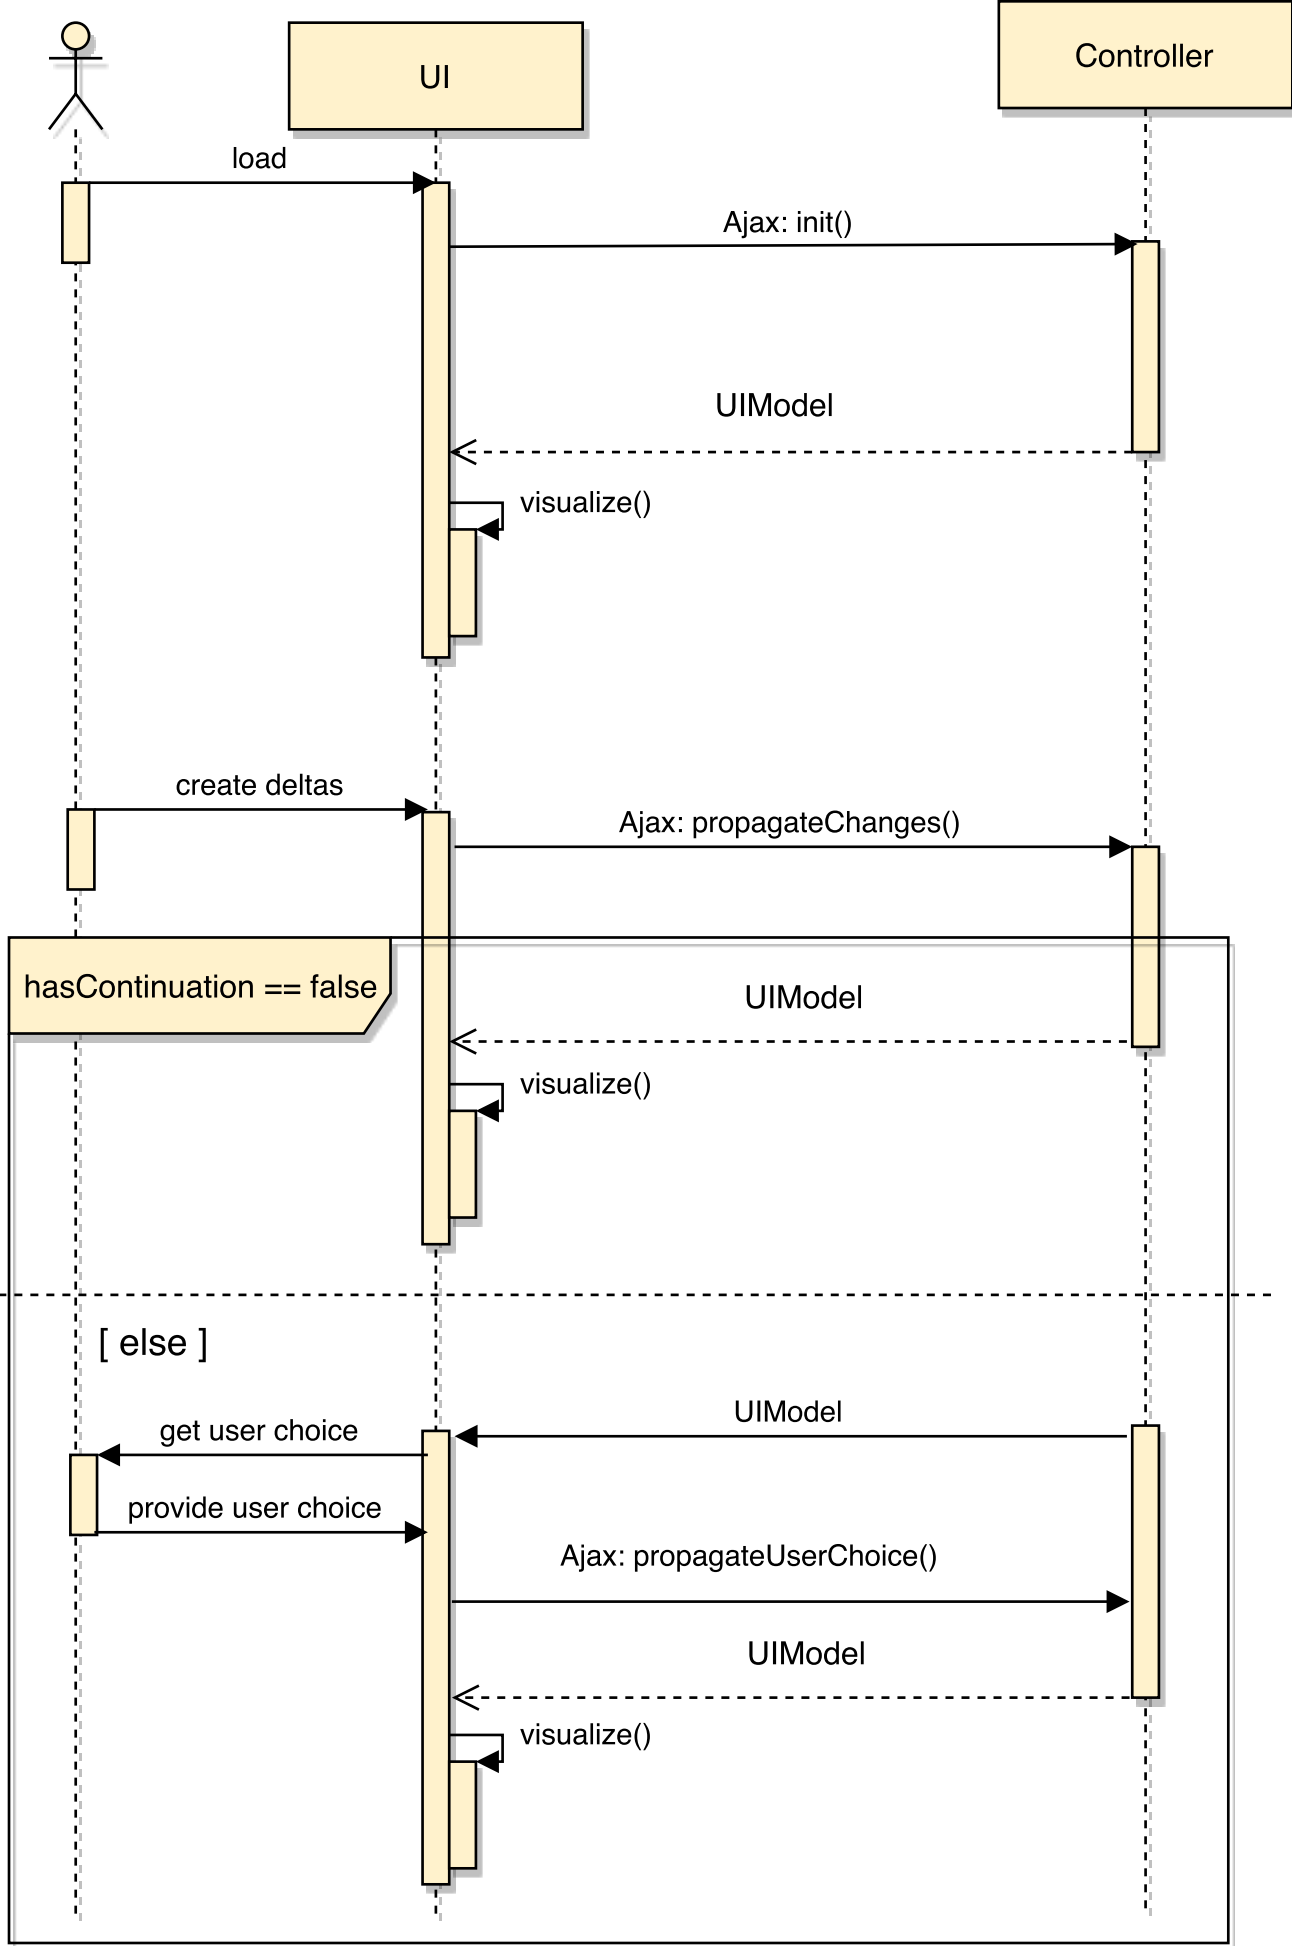 UI
Controller
load
Ajax: init()
UIModel
visualize()
create deltas
Ajax: propagateChanges()
hasContinuation == false
UIModel
visualize()
[ else ]
UIModel
get user choice
provide user choice
Ajax: propagateUserChoice()
UIModel
visualize()